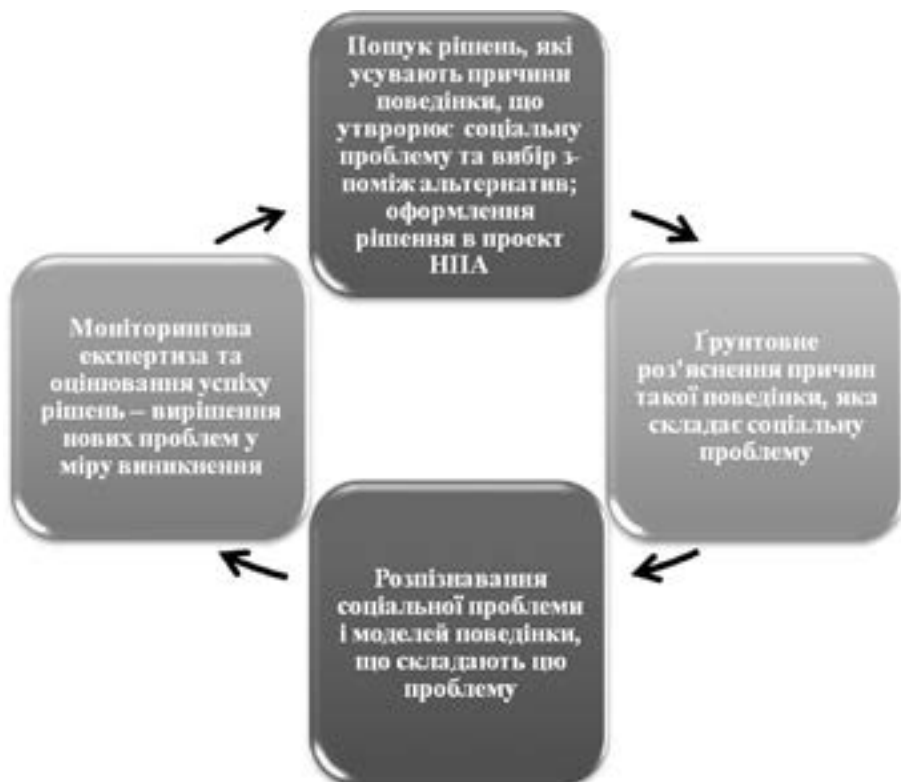 Пошук рішень, які
усувають причини
поведінки, що
утврорює соціальну
проблему та вибір з-
поміж альтернатив;
оформлення
рішення в проект
НПА
Моніторингова
експертиза та
оцінювання успіху
рішень – вирішення
нових проблем у
міру виникнення
Ґрунтовне
роз’яснення причин
такої поведінки, яка
складає соціальну
проблему
Розпізнавання
соціальної проблеми
і моделей поведінки,
що складають цю
проблему